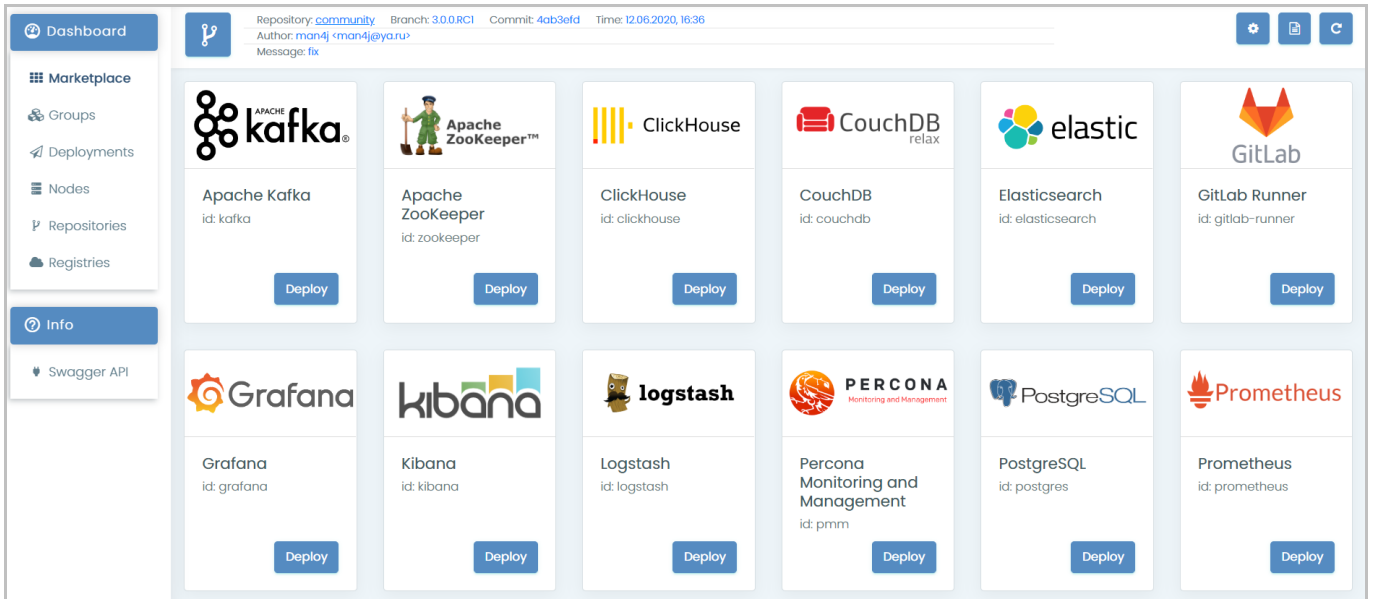 Dashboard
Marketplace
Groups
Deployments
Nodes
Repositories
Registries
Info
Swagger API
Repository: community Branch: 3.0.0.RC1 Commit: 4ab3efd Time: 12.06.2020, 16:36
Author: man4j <man4j@ya.ru>
Message: fix
APACHE
kafka®
Apache Kafka
id: kafka
Deploy
Apache
ZooKeeper™
Apache
ZooKeeper
id: zookeeper
Deploy
ClickHouse
ClickHouse
id: clickhouse
Deploy
CouchDB
relax
CouchDB
id: couchdb
Deploy
elastic
Elasticsearch
id: elasticsearch
Deploy
GitLab
GitLab Runner
id: gitlab-runner
Deploy
Grafana
Grafana
id: grafana
Deploy
kibana
Kibana
id: kibana
Deploy
logstash
Logstash
id: logstash
Deploy
PERCONA
Monitoring and Management
Percona
Monitoring and
Management
id: pmm
Deploy
PostgreSQL
PostgreSQL
id: postgres
Deploy
Prometheus
Prometheus
id: prometheus
Deploy